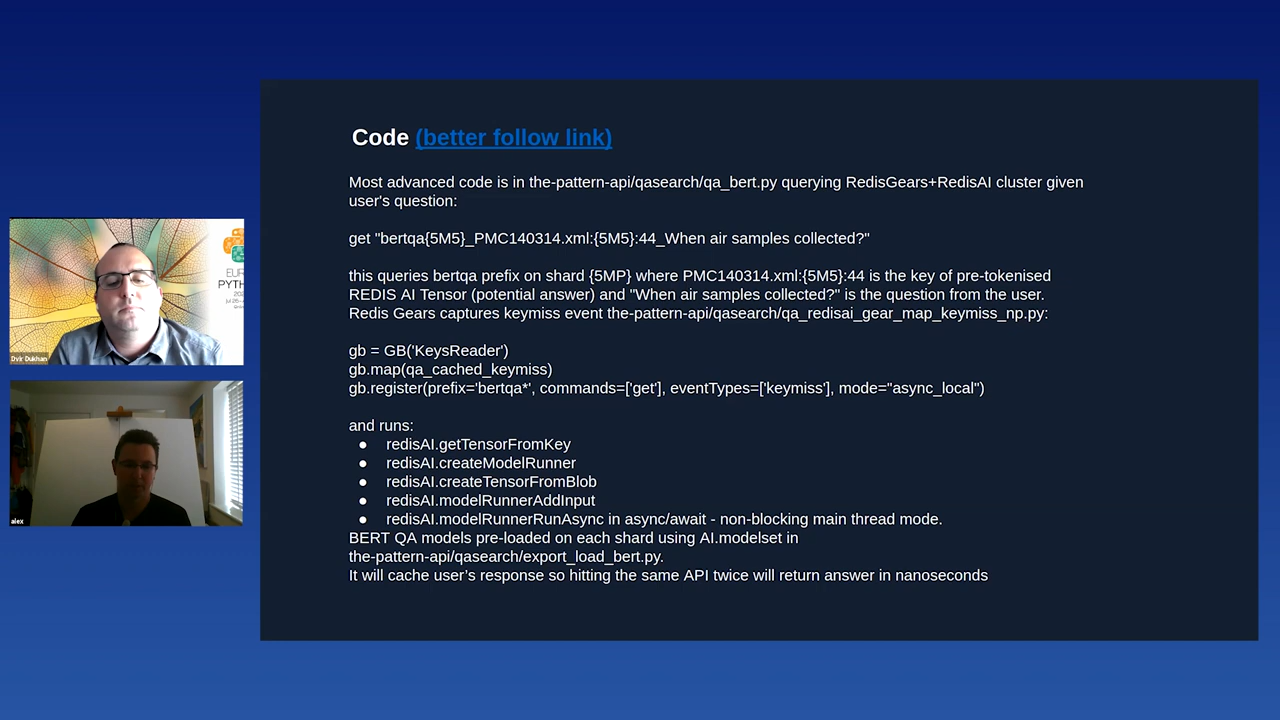 Code (better follow link)
Most advanced code is in the-pattern-api/qasearch/qa_bert.py querying RedisGears+RedisAI cluster given
user's question:
get "bertqa{5M5}_PMC140314.xml:{5M5}:44_When air samples collected?"
this queries bertqa prefix on shard {5MP} where PMC140314.xml:{5M5}:44 is the key of pre-tokenised
REDIS AI Tensor (potential answer) and "When air samples collected?" is the question from the user.
Redis Gears captures keymiss event the-pattern-api/qasearch/qa_redisai_gear_map_keymiss_np.py:
gb = GB('KeysReader')
gb.map(qa_cached_keymiss)
gb.register(prefix='bertqa*', commands=['get'], eventTypes=['keymiss'], mode="async_local")
and runs:
● redisAI.getTensorFromKey
● redisAI.createModelRunner
● redisAI.createTensorFromBlob
● redisAI.modelRunnerAddInput
● redisAI.modelRunnerRunAsync in async/await - non-blocking main thread mode.
BERT QA models pre-loaded on each shard using AI.modelset in
the-pattern-api/qasearch/export_load_bert.py.
It will cache user’s response so hitting the same API twice will return answer in nanoseconds
EUR
PYTH
Dvir Dukhan
alex